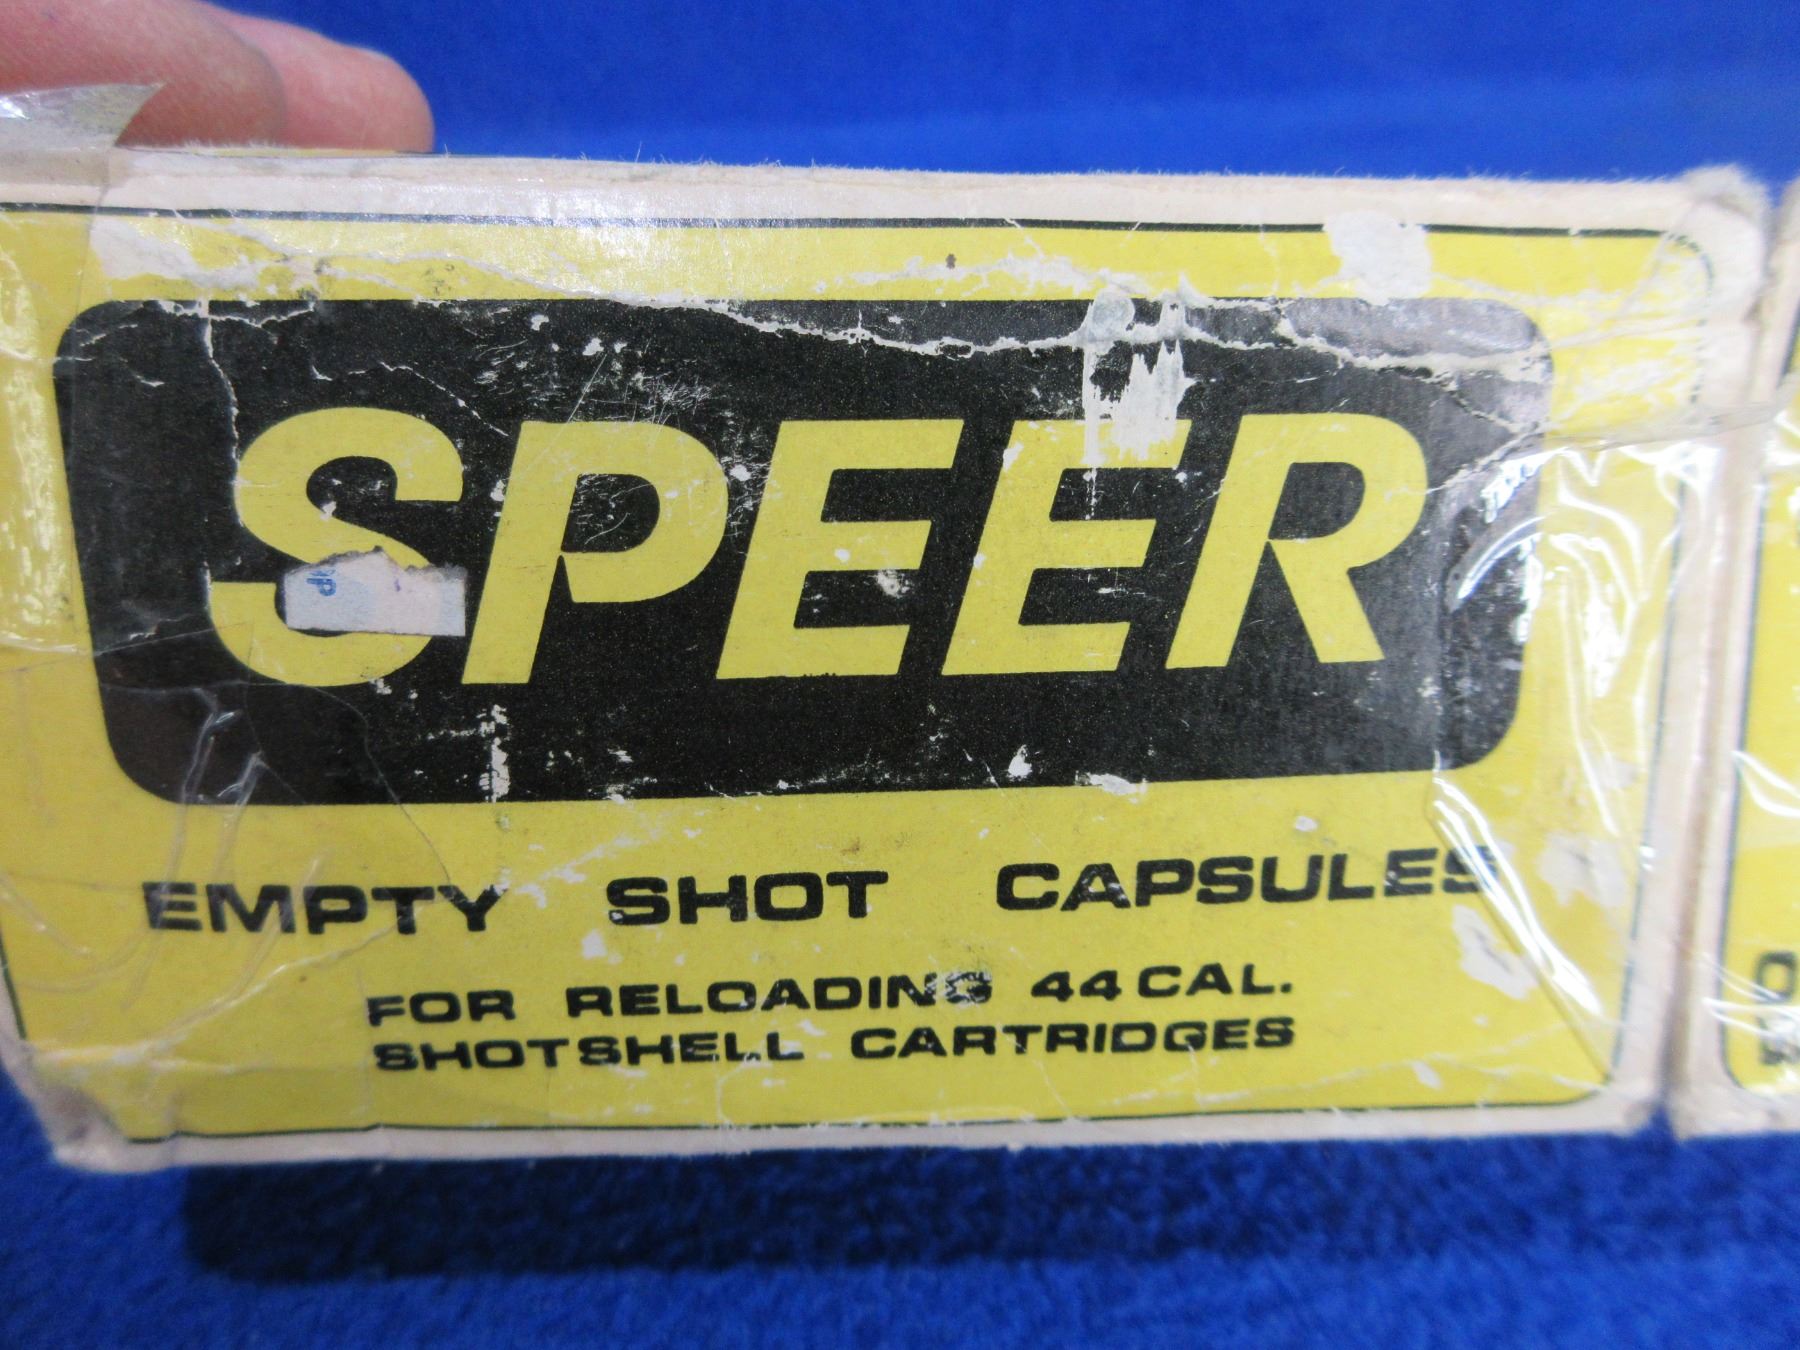 SPEER
EMPTY SHOT CAPSULES
FOR RELOADING 44 CAL.
SHOTSHELL CARTRIDGES